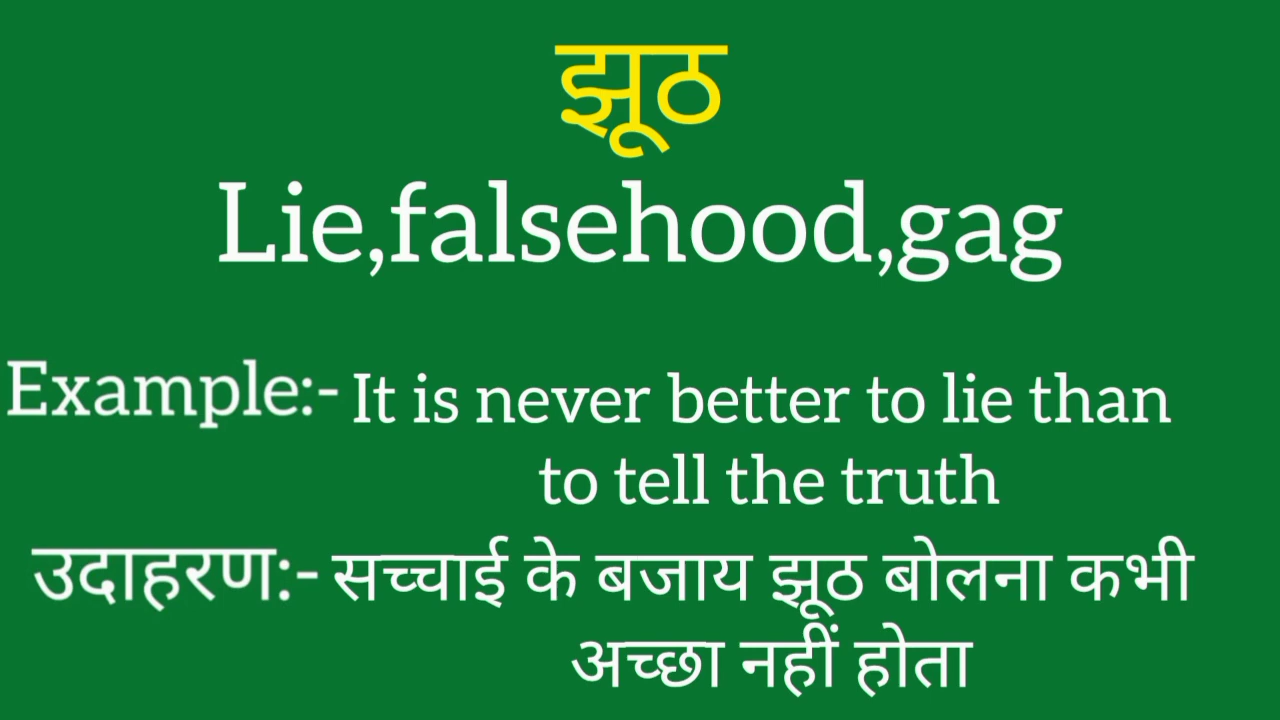 झूठ
Lie,falsehood,gag
Example:- It is never better to lie than
to tell the truth
उदाहरण:- सच्चाई के बजाय झूठ बोलना कभी
अच्छा नहीं होता